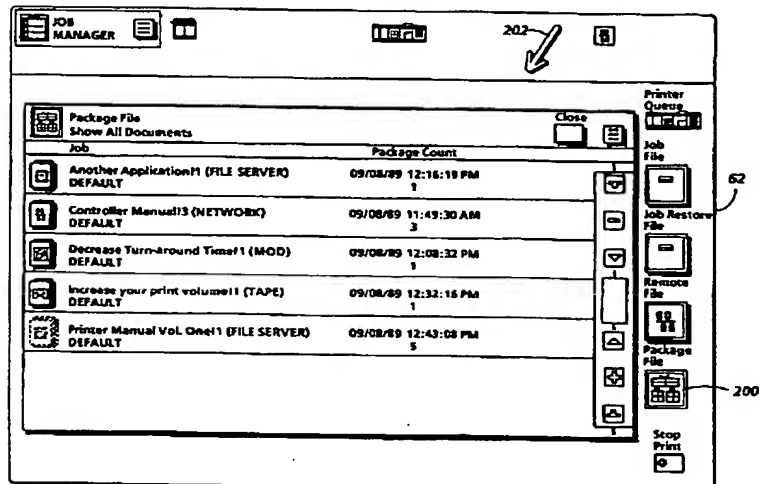 JOB
MANAGER
202
Printer
Queue
Package File
Show All Documents
Close
Job
Package Count
Job
File
Another Application!1 (FILE SERVER)
DEFAULT
09/08/89 12:16:19 PM
1
62
Controller Manual!3 (NETWORK)
DEFAULT
09/08/89 11:49:30 AM
3
Job Restore
File
Decrease Turn-Around Time!1 (MOD)
DEFAULT
09/08/89 12:08:32 PM
1
Remote
File
Increase your print volume!1 (TAPE)
DEFAULT
09/08/89 12:32:16 PM
1
Printer Manual Vol. One!1 (FILE SERVER)
DEFAULT
09/08/89 12:43:08 PM
5
Package
File
200
Stop
Print